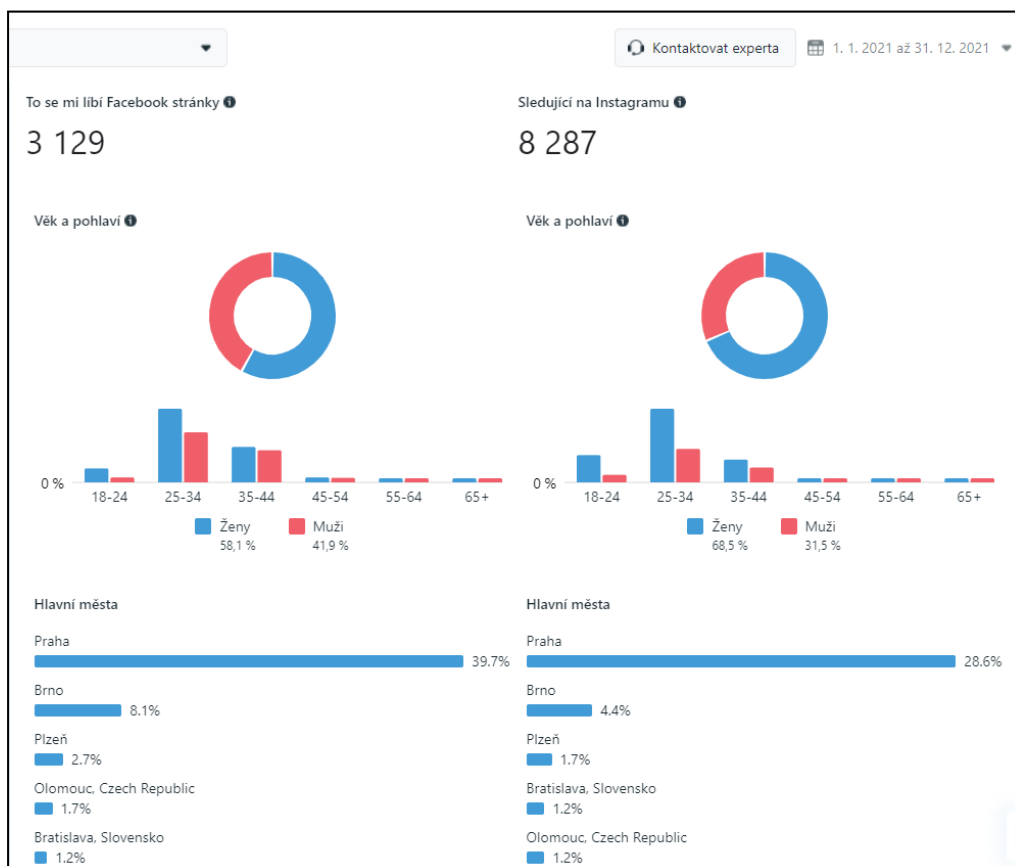 Kontaktovat experta
1. 1. 2021 až 31. 12. 2021
To se mi líbí Facebook stránky
3 129
Věk a pohlaví
0 %
18-24 25-34 35-44 45-54 55-64 65+
Ženy Muži
58,1 % 41,9 %
Hlavní města
Praha
39.7%
Brno
8.1%
Plzeň
2.7%
Olomouc, Czech Republic
1.7%
Bratislava, Slovensko
1.2%
Sledující na Instagramu
8 287
Věk a pohlaví
0 %
18-24 25-34 35-44 45-54 55-64 65+
Ženy Muži
68,5 % 31,5 %
Hlavní města
Praha
28.6%
Brno
4.4%
Plzeň
1.7%
Bratislava, Slovensko
1.2%
Olomouc, Czech Republic
1.2%